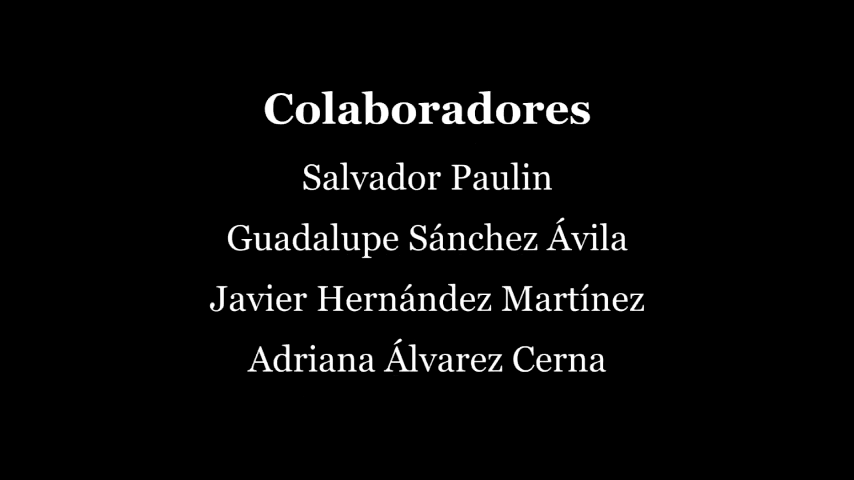 Colaboradores
Salvador Paulin
Guadalupe Sánchez Ávila
Javier Hernández Martínez
Adriana Álvarez Cerna